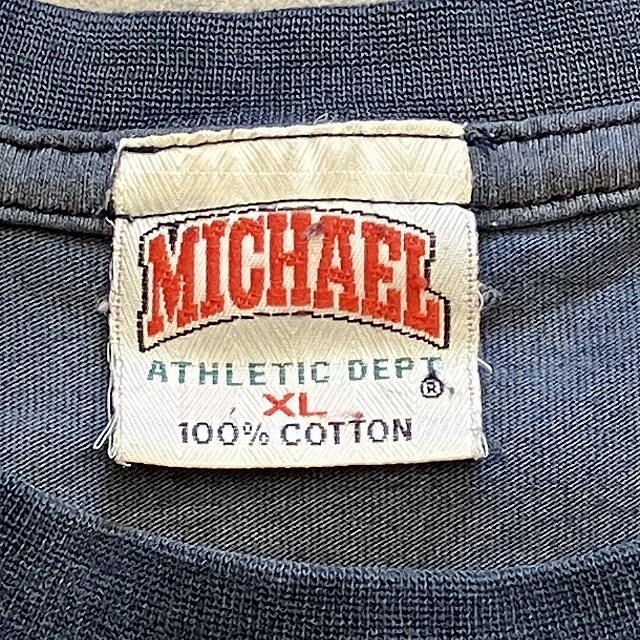 MICHAEL
ATHLETIC DEPT
®
XL
100% COTTON